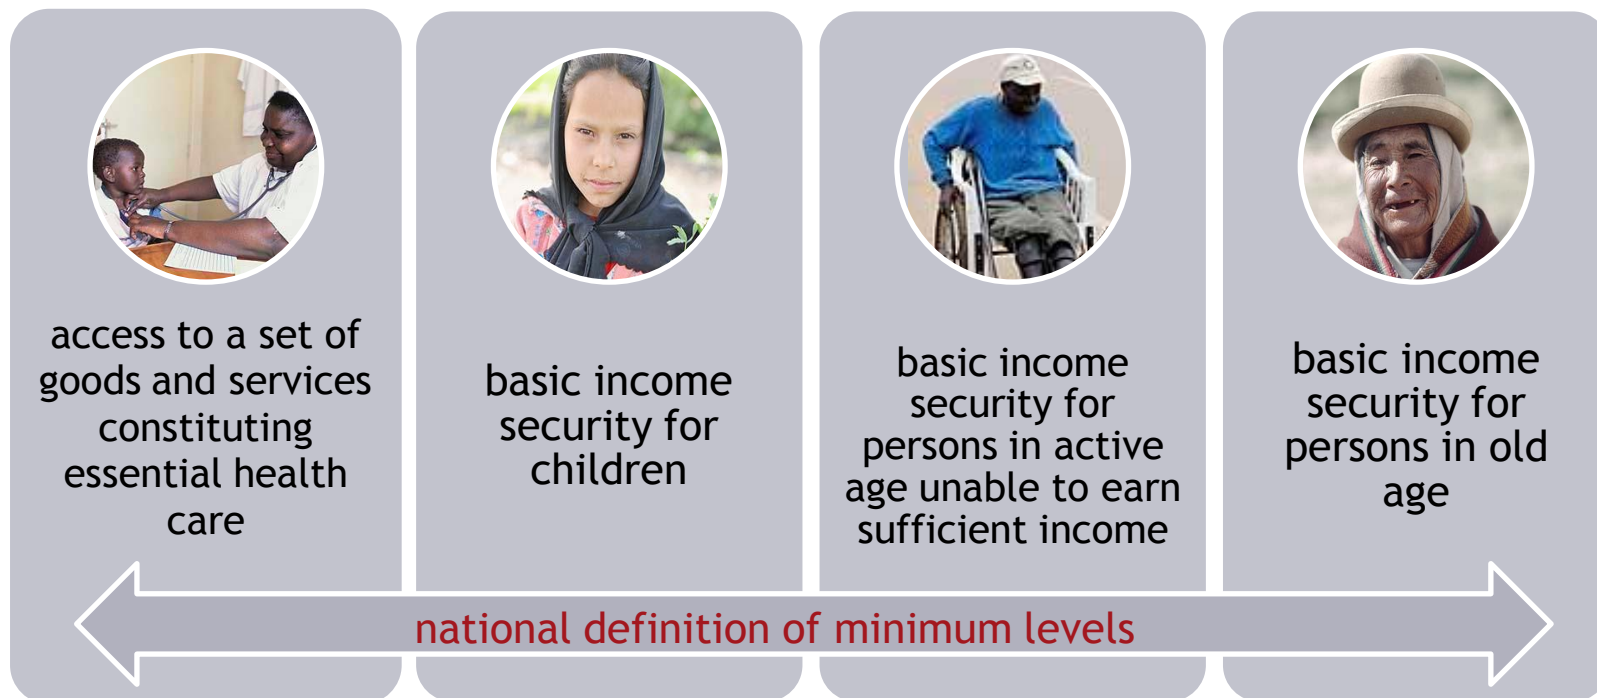 access to a set of
goods and services
constituting
essential health
care
basic income
security for
children
basic income
security for
persons in active
age unable to earn
sufficient income
basic income
security for
persons in old
age
national definition of minimum levels